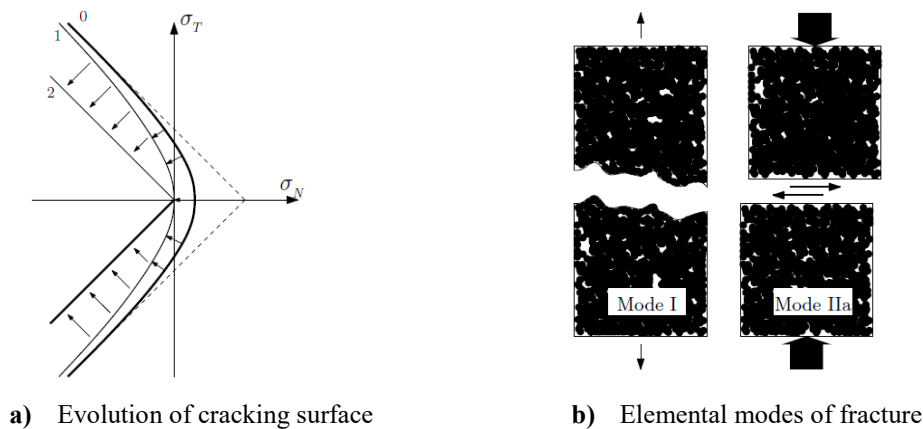 0
σ_T
1
2
σ_N
Mode I
Mode IIa
a) Evolution of cracking surface
b) Elemental modes of fracture